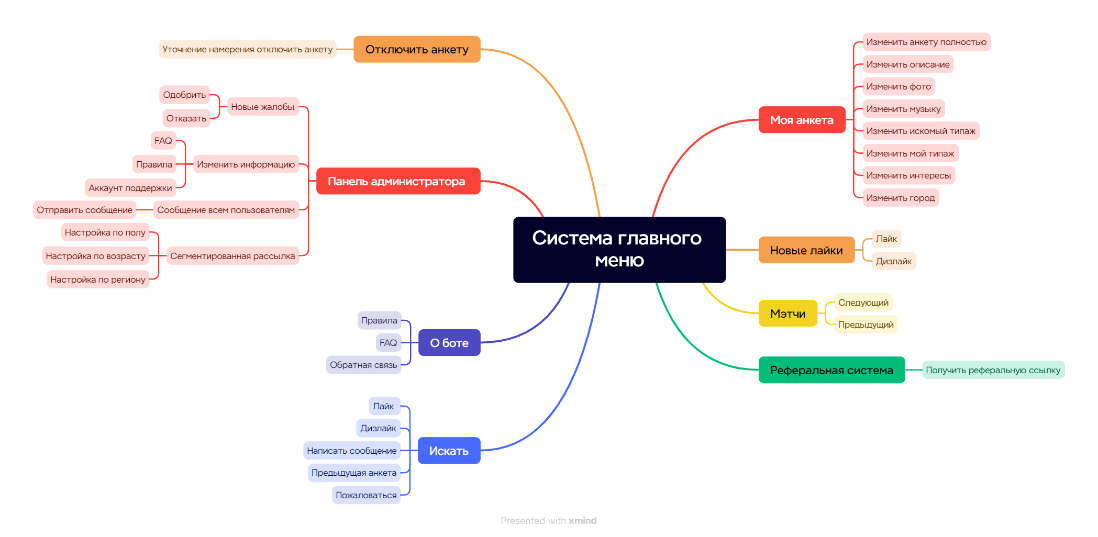 Система главного
меню
Моя анкета
Изменить анкету полностью
Изменить описание
Изменить фото
Изменить музыку
Изменить искомый типаж
Изменить мой типаж
Изменить интересы
Изменить город
Новые лайки
Лайк
Дизлайк
Мэтчи
Следующий
Предыдущий
Реферальная система
Получить реферальную ссылку
Отключить анкету
Уточнение намерения отключить анкету
Панель администратора
Новые жалобы
Одобрить
Отказать
Изменить информацию
FAQ
Правила
Аккаунт поддержки
Сообщение всем пользователям
Отправить сообщение
Сегментированная рассылка
Настройка по полу
Настройка по возрасту
Настройка по региону
О боте
Правила
FAQ
Обратная связь
Искать
Лайк
Дизлайк
Написать сообщение
Предыдущая анкета
Пожаловаться
Presented with xmind